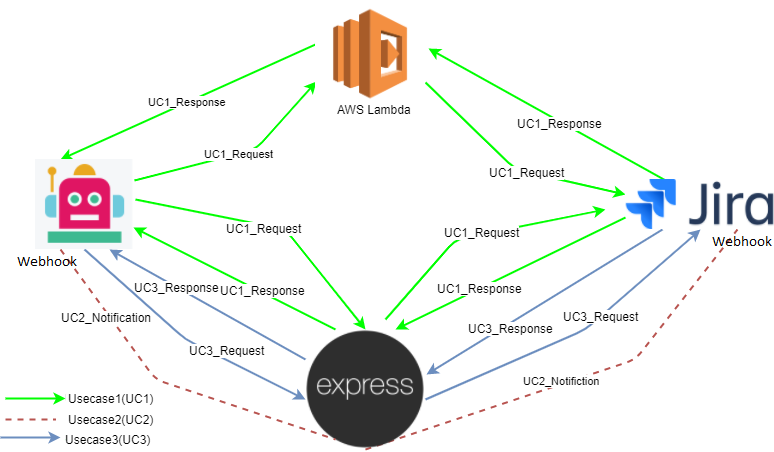 AWS Lambda
UC1_Response
UC1_Response
UC1_Request
UC1_Request
Jira
Webhook
UC1_Request
UC1_Request
Webhook
UC3_Response
UC1_Response
UC1_Response
UC2_Notification
UC3_Request
UC3_Response
UC3_Request
express
UC2_Notifiction
Usecase1(UC1)
Usecase2(UC2)
Usecase3(UC3)